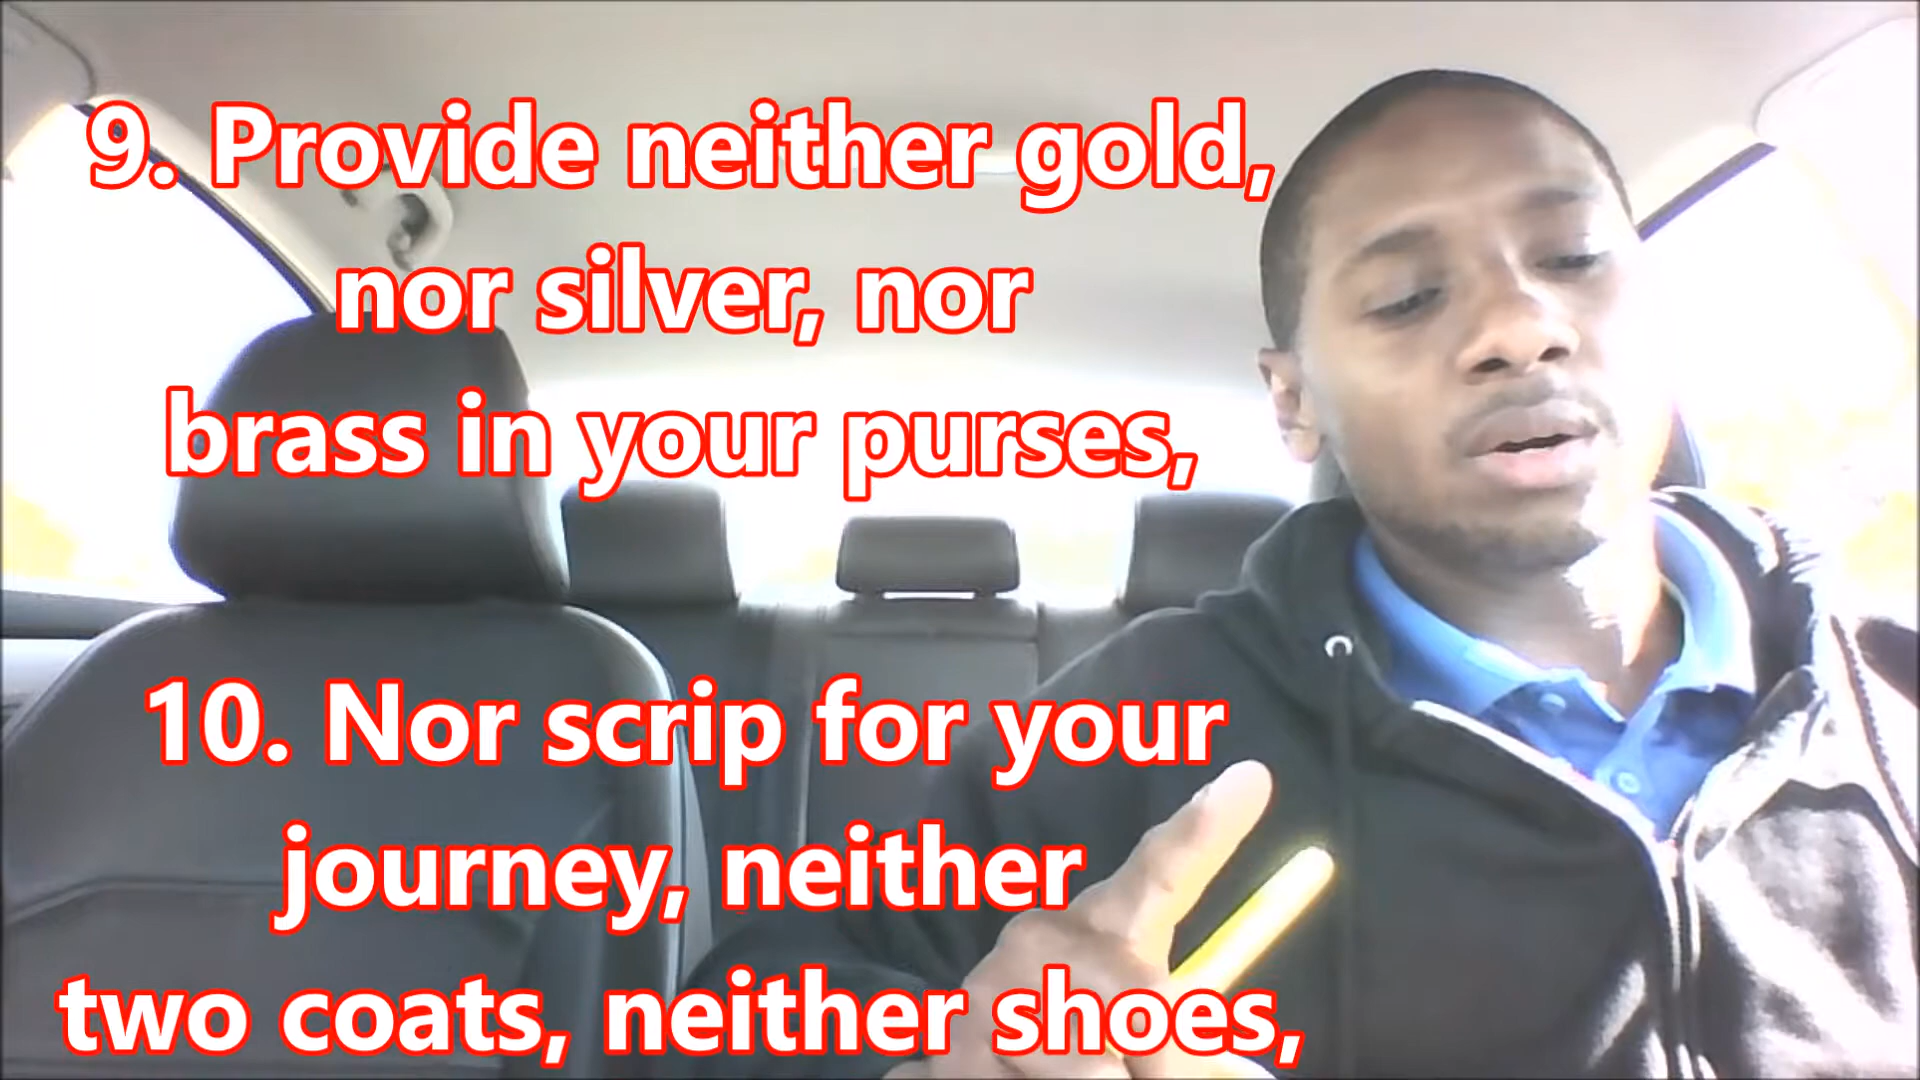 9. Provide neither gold,
nor silver, nor
brass in your purses,
10. Nor scrip for your
journey, neither
two coats, neither shoes,